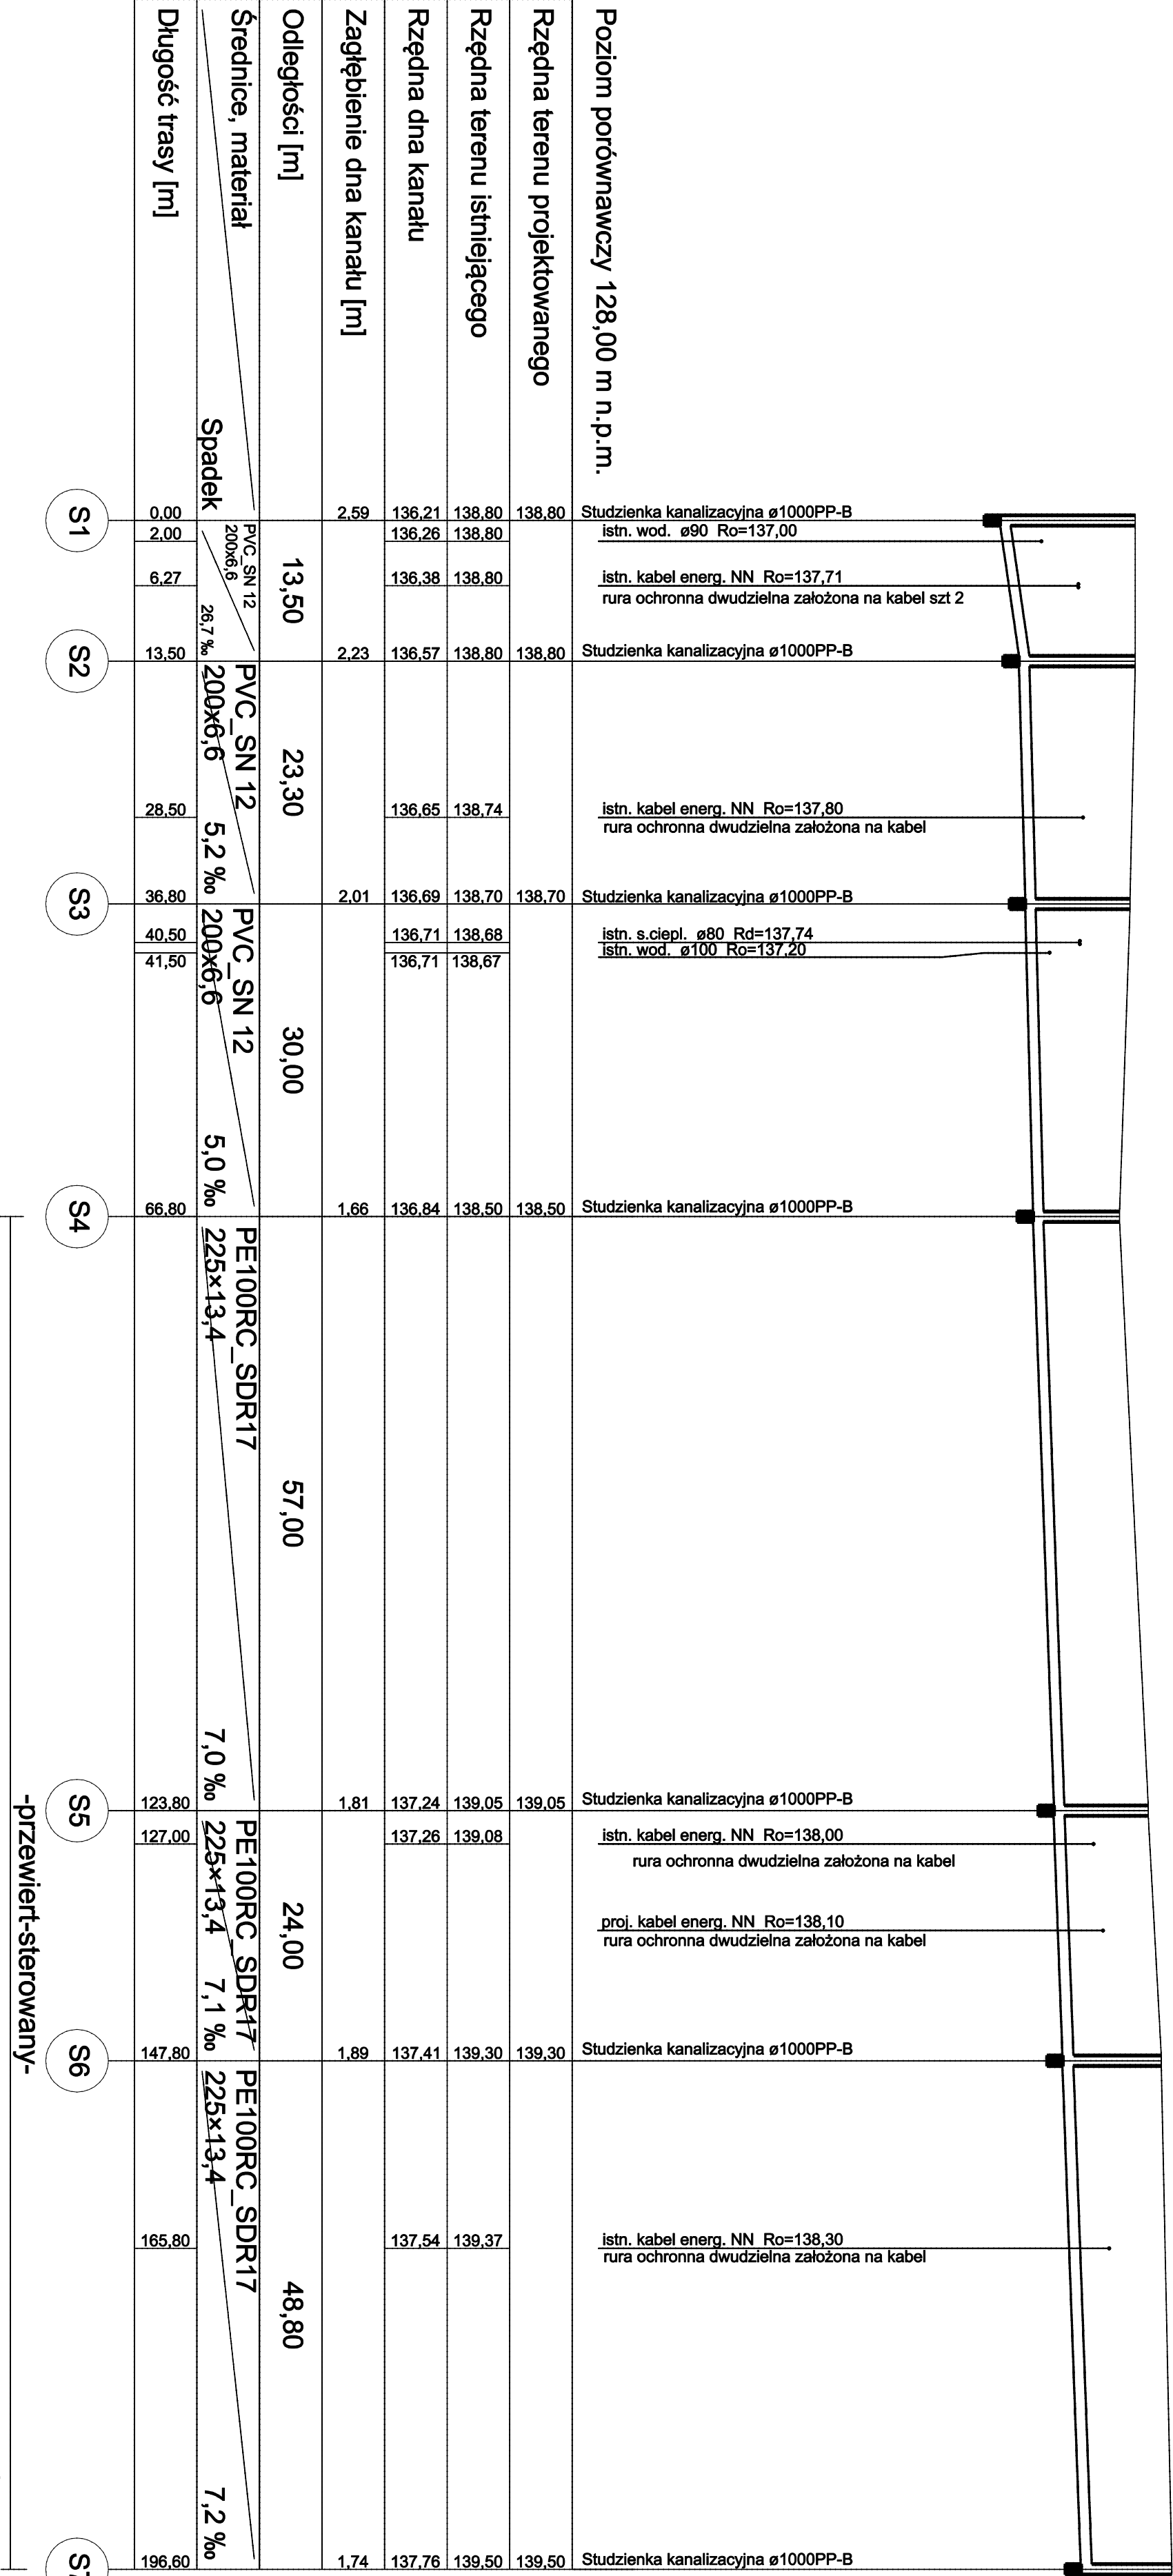 Poziom porównawczy 128,00 m n.p.m.
Studzienka kanalizacyjna ø1000PP-B
istn. wod. ø90 Ro=137,00
istn. kabel energ. NN Ro=137,71
rura ochronna dwudzielna założona na kabel szt 2
Studzienka kanalizacyjna ø1000PP-B
istn. kabel energ. NN Ro=137,80
rura ochronna dwudzielna założona na kabel
Studzienka kanalizacyjna ø1000PP-B
istn. s.ciepl. ø80 Rd=137,74
istn. wod. ø100 Ro=137,20
Studzienka kanalizacyjna ø1000PP-B
Studzienka kanalizacyjna ø1000PP-B
istn. kabel energ. NN Ro=138,00
rura ochronna dwudzielna założona na kabel
proj. kabel energ. NN Ro=138,10
rura ochronna dwudzielna założona na kabel
Studzienka kanalizacyjna ø1000PP-B
istn. kabel energ. NN Ro=138,30
rura ochronna dwudzielna założona na kabel
Studzienka kanalizacyjna ø1000PP-B
Rzędna terenu projektowanego 138,80 138,80 138,70 138,50 139,05 139,30 139,50
Rzędna terenu istniejącego 138,80 138,80 138,80 138,80 138,74 138,70 138,68 138,67 138,50 139,05 139,08 139,30 139,37 139,50
Rzędna dna kanału 136,21 136,26 136,38 136,57 136,65 136,69 136,71 136,71 136,84 137,24 137,26 137,41 137,54 137,76
Zagłębienie dna kanału [m] 2,59 2,23 2,01 1,66 1,81 1,89 1,74
Odległości [m] 13,50 23,30 30,00 57,00 24,00 48,80
Średnice, materiał PVC_SN 12 PVC_SN 12 PVC_SN 12 PE100RC_SDR17 PE100RC_SDR17 PE100RC_SDR17
200x6,6 200x6,6 200x6,6 225×13,4 225×13,4 225×13,4
Spadek 26,7 ‰ 5,2 ‰ 5,0 ‰ 7,0 ‰ 7,1 ‰ 7,2 ‰
Długość trasy [m] 0,00 2,00 6,27 13,50 28,50 36,80 40,50 41,50 66,80 123,80 127,00 147,80 165,80 196,60
S1 S2 S3 S4 S5 S6
-przewiert-sterowany-